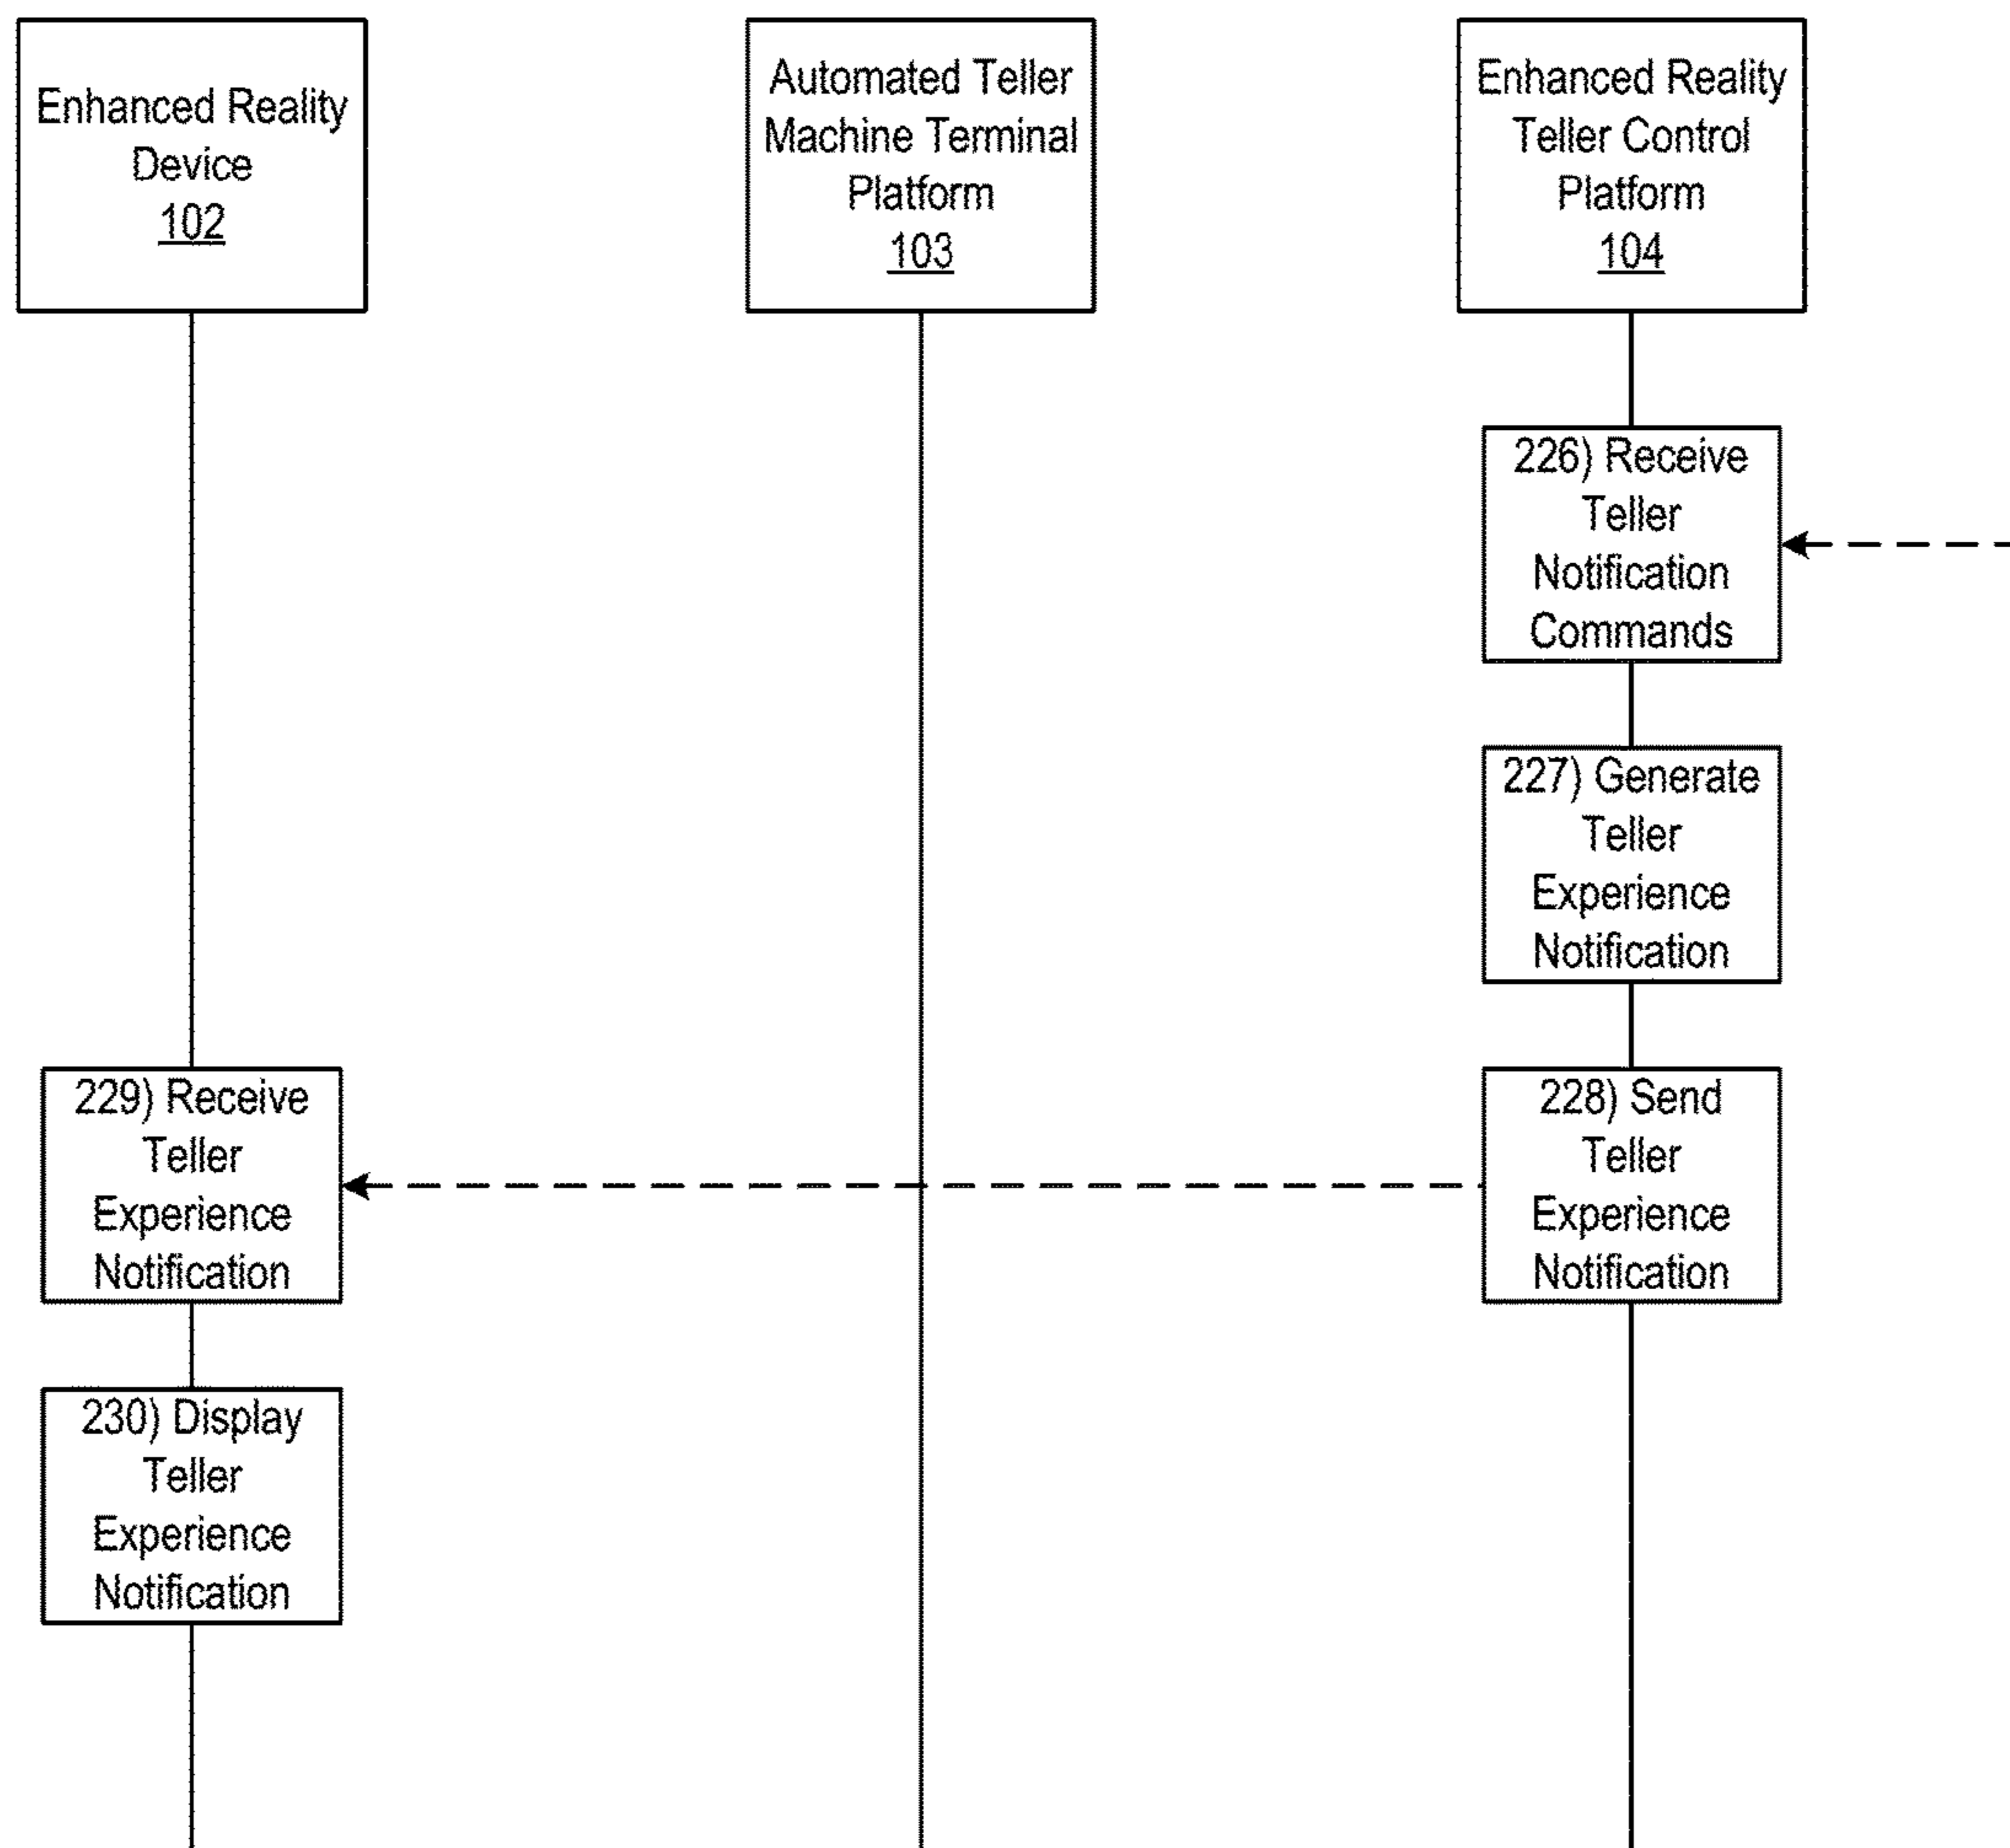 Enhanced Reality
Device
102
Automated Teller
Machine Terminal
Platform
103
Enhanced Reality
Teller Control
Platform
104
226) Receive
Teller
Notification
Commands
227) Generate
Teller
Experience
Notification
229) Receive
Teller
Experience
Notification
228) Send
Teller
Experience
Notification
230) Display
Teller
Experience
Notification